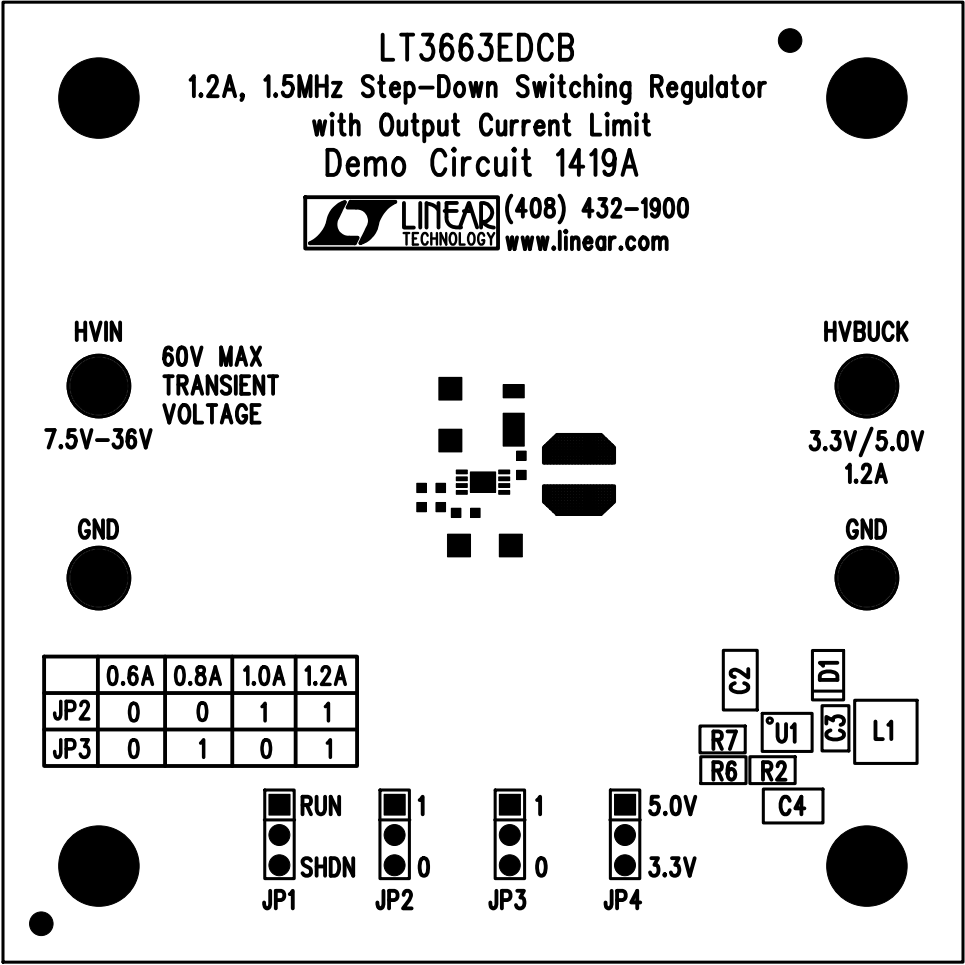 LT3663EDCB
1.2A, 1.5MHz Step-Down Switching Regulator
with Output Current Limit
Demo Circuit 1419A
LINEAR
TECHNOLOGY
(408) 432-1900
www.linear.com
HVIN
60V MAX
TRANSIENT
VOLTAGE
7.5V-36V
HVBUCK
3.3V/5.0V
1.2A
GND
GND
0.6A 0.8A 1.0A 1.2A
JP2 0 0 1 1
JP3 0 1 0 1
C2
D1
R7
U1
C3
L1
R6
R2
C4
RUN
SHDN
JP1
1
0
JP2
1
0
JP3
5.0V
3.3V
JP4